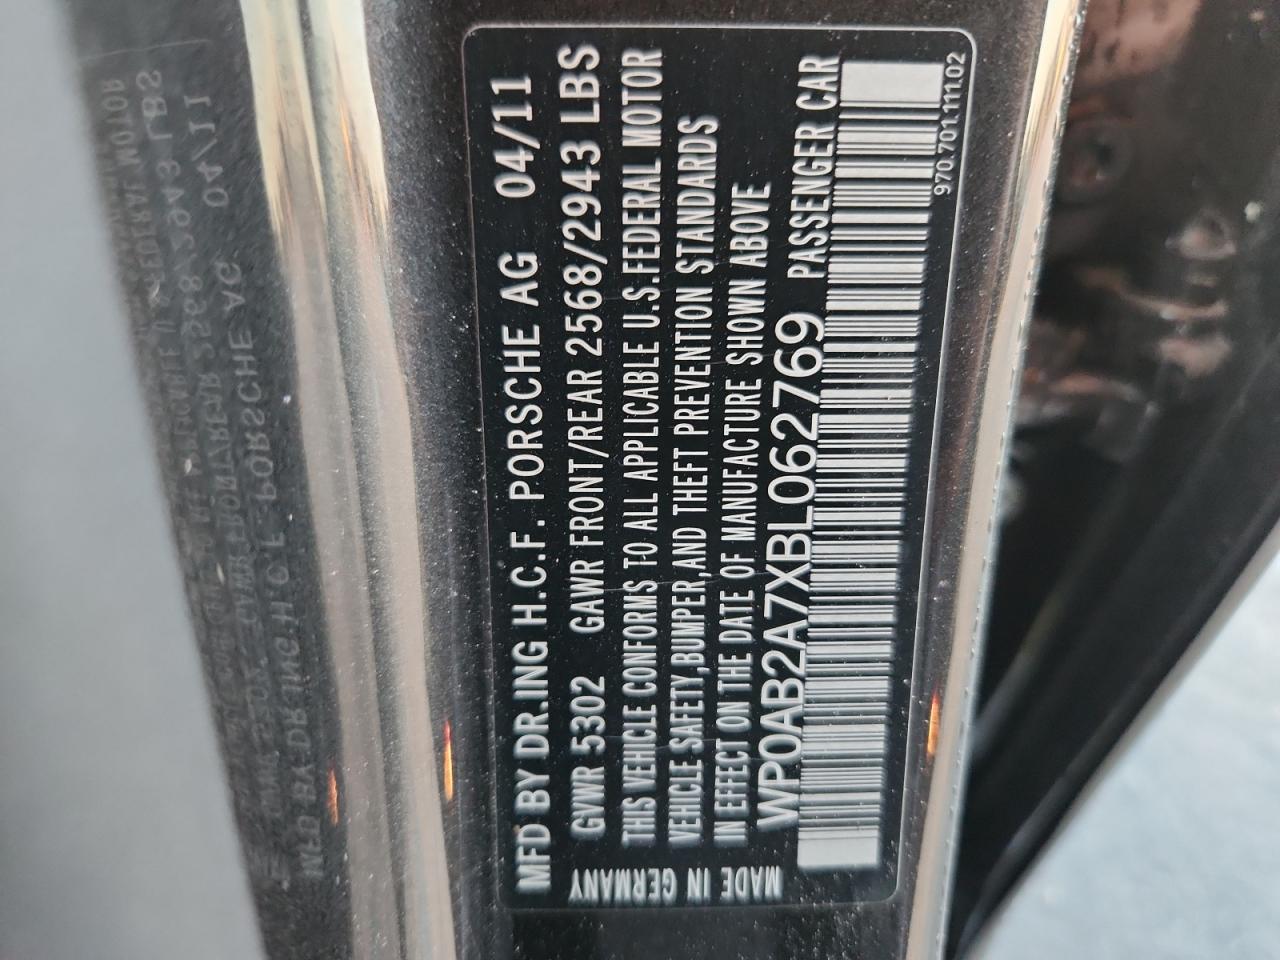 MFD BY DR.ING H.C.F. PORSCHE AG 04/11
GVWR 5302 GAWR FRONT/REAR 2568/2943 LBS
THIS VEHICLE CONFORMS TO ALL APPLICABLE U.S.FEDERAL MOTOR
VEHICLE SAFETY,BUMPER,AND THEFT PREVENTION STANDARDS
IN EFFECT ON THE DATE OF MANUFACTURE SHOWN ABOVE
WP0AB2A7XBL062769 PASSENGER CAR
970.701.111.02
MADE IN GERMANY